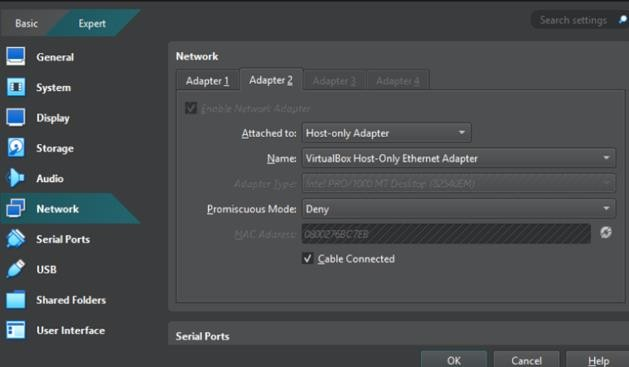 Basic Expert Search settings
General
System
Display
Storage
Audio
Network
Serial Ports
USB
Shared Folders
User Interface
Network
Adapter 1 Adapter 2 Adapter 3 Adapter 4
Enable Network Adapter
Attached to: Host-only Adapter
Name: VirtualBox Host-Only Ethernet Adapter
Adapter Type: Intel PRO/1000 MT Desktop (82540EM)
Promiscuous Mode: Deny
MAC Address: 0800276BC7EB
Cable Connected
Serial Ports
OK Cancel Help